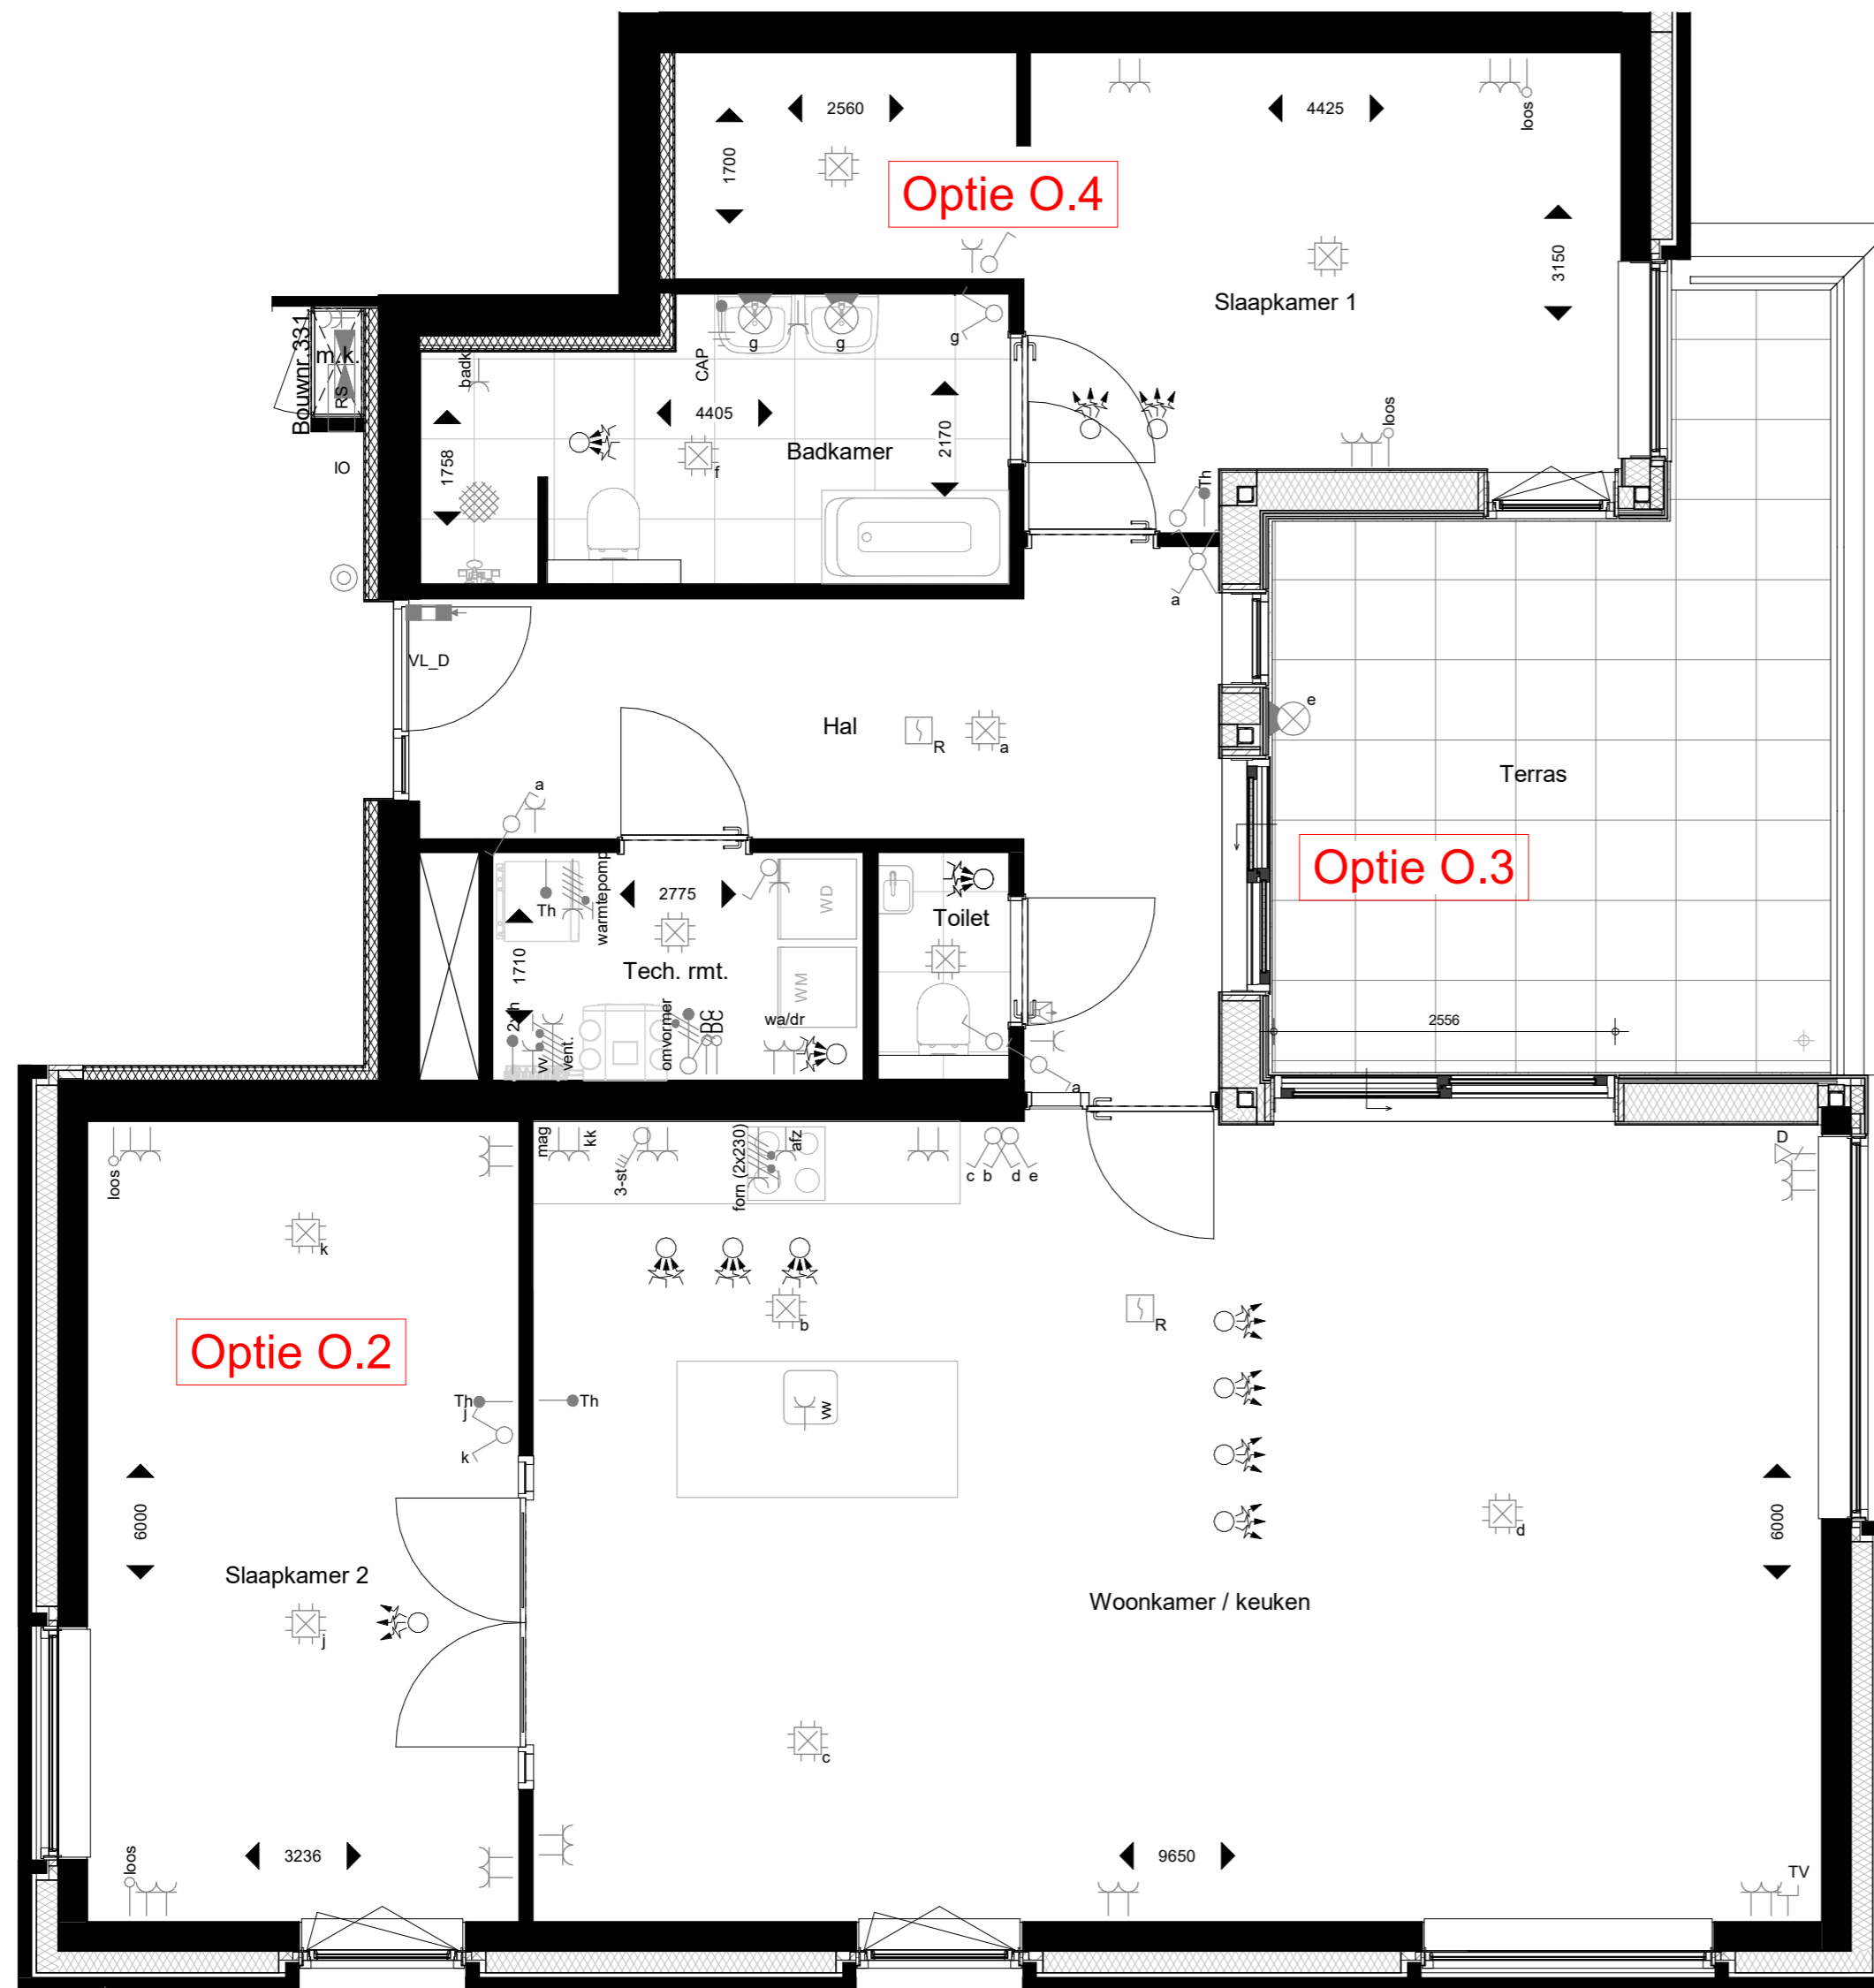 2560
4425
loos
1700
Optie O.4
3150
Slaapkamer 1
Bouwnr. 331
m.k.
RS
badk.
CAP
g
g
g
4405
loos
2170
Badkamer
1758
f
IO
Th
a
VL_D
e
Hal
R
a
Terras
a
warmtepomp
2775
WD
Optie O.3
Th
Toilet
1710
Tech. rmt.
WM
2xTh
omvormer
wa/dr
vv
vent.
2556
a
mag
kk
3-st
forn (2x230)
afz
c b d e
D
loos
k
b
R
Optie O.2
Th
Th
j
vw
k
6000
6000
d
Slaapkamer 2
Woonkamer / keuken
j
c
3236
9650
loos
TV